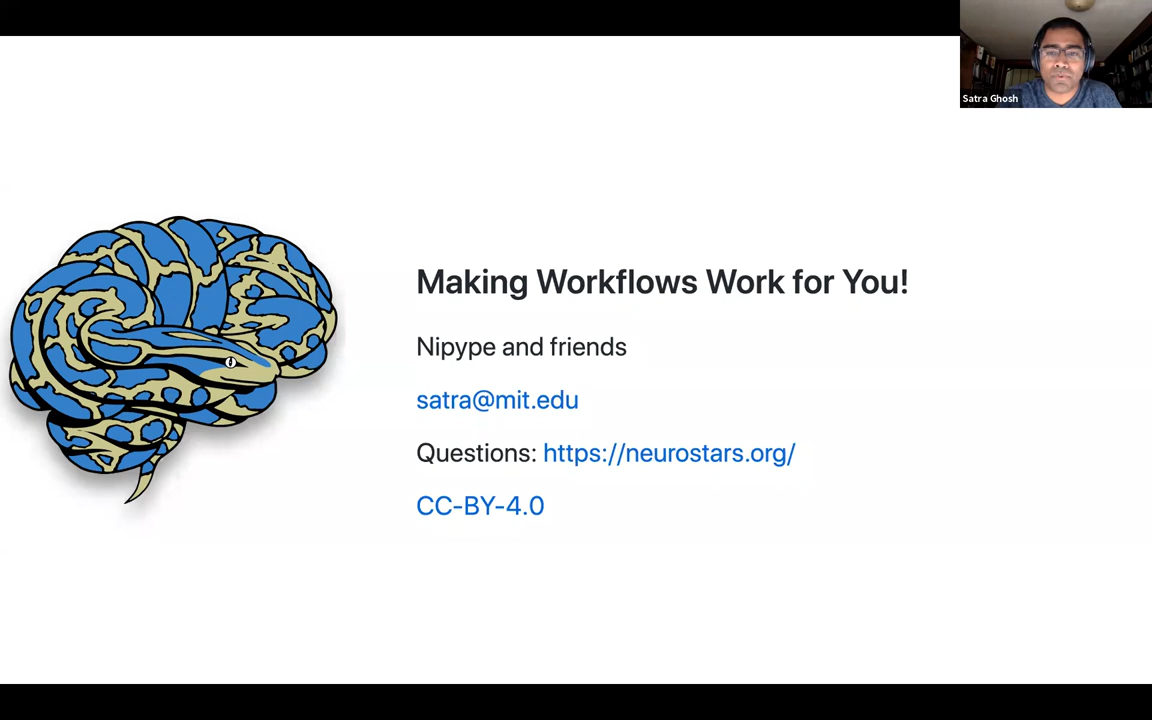 Satra Ghosh
Making Workflows Work for You!
Nipype and friends
satra@mit.edu
Questions: https://neurostars.org/
CC-BY-4.0